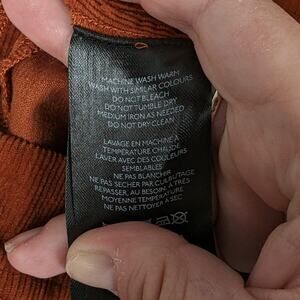 MACHINE WASH WARM
WASH WITH SIMILAR COLOURS
DO NOT BLEACH
DO NOT TUMBLE DRY
MEDIUM IRON AS NEEDED
DO NOT DRY CLEAN
LAVAGE EN MACHINE À
TEMPÉRATURE CHAUDE
LAVER AVEC DES COULEURS
SEMBLABLES
NE PAS BLANCHIR
NE PAS SECHER PAR CULBUTAGE
REPASSER, AU BESOIN, À TRÈS
MOYENNE TEMPÉRATURE
NE PAS NETTOYER À SEC